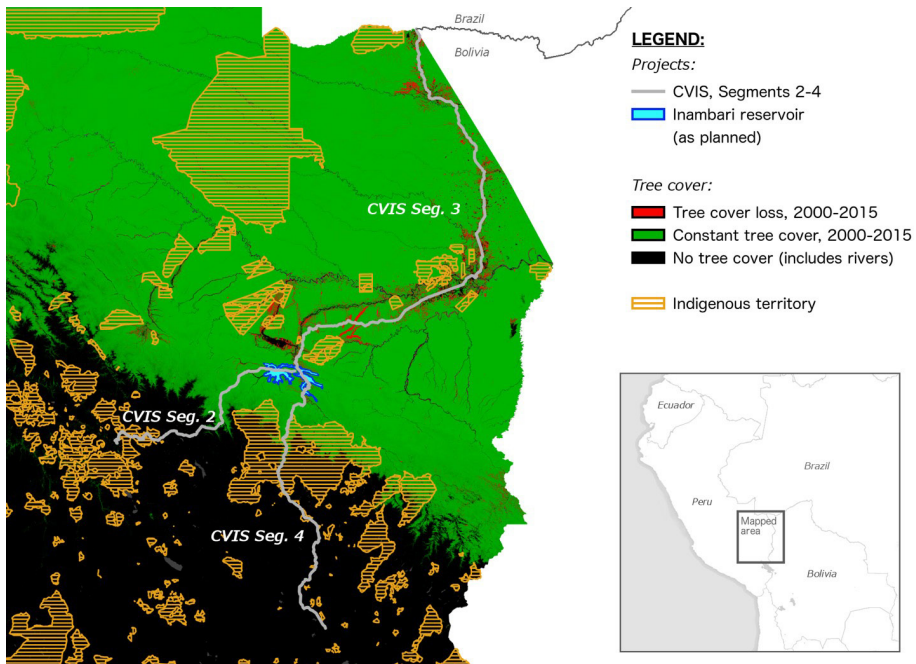 Brazil
Bolivia
CVIS Seg. 3
CVIS Seg. 2
CVIS Seg. 4
LEGEND:
Projects:
CVIS, Segments 2-4
Inambari reservoir
(as planned)
Tree cover:
Tree cover loss, 2000-2015
Constant tree cover, 2000-2015
No tree cover (includes rivers)
Indigenous territory
Ecuador
Peru
Brazil
Mapped
area
Bolivia